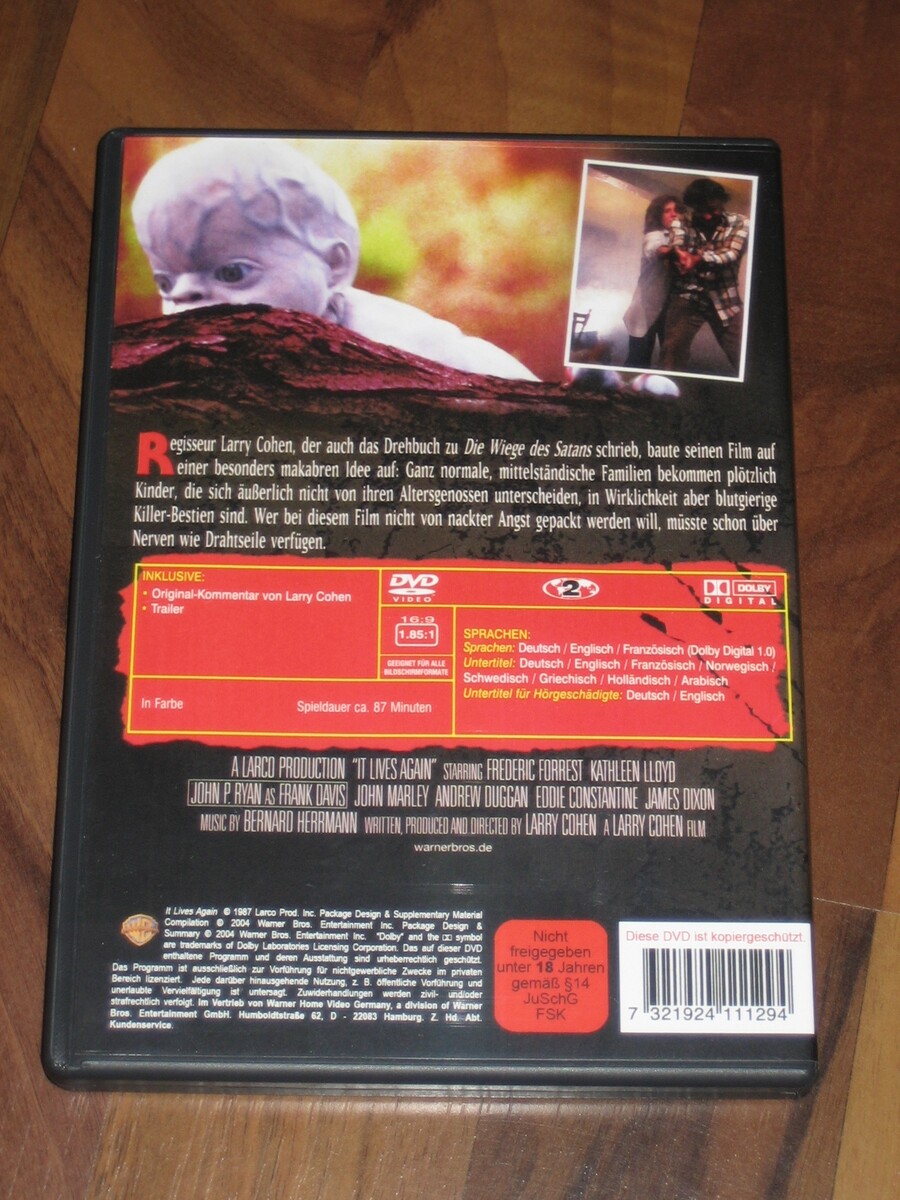 Regisseur Larry Cohen, der auch das Drehbuch zu Die Wiege des Satans schrieb, baute seinen Film auf
einer besonders makabren Idee auf: Ganz normale, mittelständische Familien bekommen plötzlich
Kinder, die sich äußerlich nicht von ihren Altersgenossen unterscheiden, in Wirklichkeit aber blutgierige
Killer-Bestien sind. Wer bei diesem Film nicht von nackter Angst gepackt werden will, müsste schon über
Nerven wie Drahtseile verfügen.
INKLUSIVE:
• Original-Kommentar von Larry Cohen
• Trailer
In Farbe
Spieldauer ca. 87 Minuten
DVD
VIDEO
2
DOLBY
DIGITAL
16:9
1.85:1
GEEIGNET FÜR ALLE
BILDSCHIRMFORMATE
SPRACHEN:
Sprachen: Deutsch / Englisch / Französisch (Dolby Digital 1.0)
Untertitel: Deutsch / Englisch / Französisch / Norwegisch /
Schwedisch / Griechisch / Holländisch / Arabisch
Untertitel für Hörgeschädigte: Deutsch / Englisch
A LARCO PRODUCTION "IT LIVES AGAIN" STARRING FREDERIC FORREST KATHLEEN LLOYD
JOHN P. RYAN AS FRANK DAVIS JOHN MARLEY ANDREW DUGGAN EDDIE CONSTANTINE JAMES DIXON
MUSIC BY BERNARD HERRMANN WRITTEN, PRODUCED AND DIRECTED BY LARRY COHEN A LARRY COHEN FILM
warnerbros.de
It Lives Again © 1987 Larco Prod. Inc. Package Design & Supplementary Material
Compilation © 2004 Warner Bros. Entertainment Inc. Package Design &
Summary © 2004 Warner Bros. Entertainment Inc. "Dolby" and the symbol
are trademarks of Dolby Laboratories Licensing Corporation. Das auf dieser DVD
enthaltene Programm und deren Ausstattung sind urheberrechtlich geschützt.
Das Programm ist ausschließlich zur Vorführung für nichtgewerbliche Zwecke im privaten
Bereich lizenziert. Jede darüber hinausgehende Nutzung, z. B. öffentliche Vorführung und
unerlaubte Vervielfältigung ist untersagt. Zuwiderhandlungen werden zivil- und/oder
strafrechtlich verfolgt. Im Vertrieb von Warner Home Video Germany, a division of Warner
Bros. Entertainment GmbH. Humboldtstraße 62, D - 22083 Hamburg. Z. Hd. Abt.
Kundenservice.
Nicht
freigegeben
unter 18 Jahren
gemäß §14
JuSchG
FSK
Diese DVD ist kopiergeschützt.
7 321924 111294